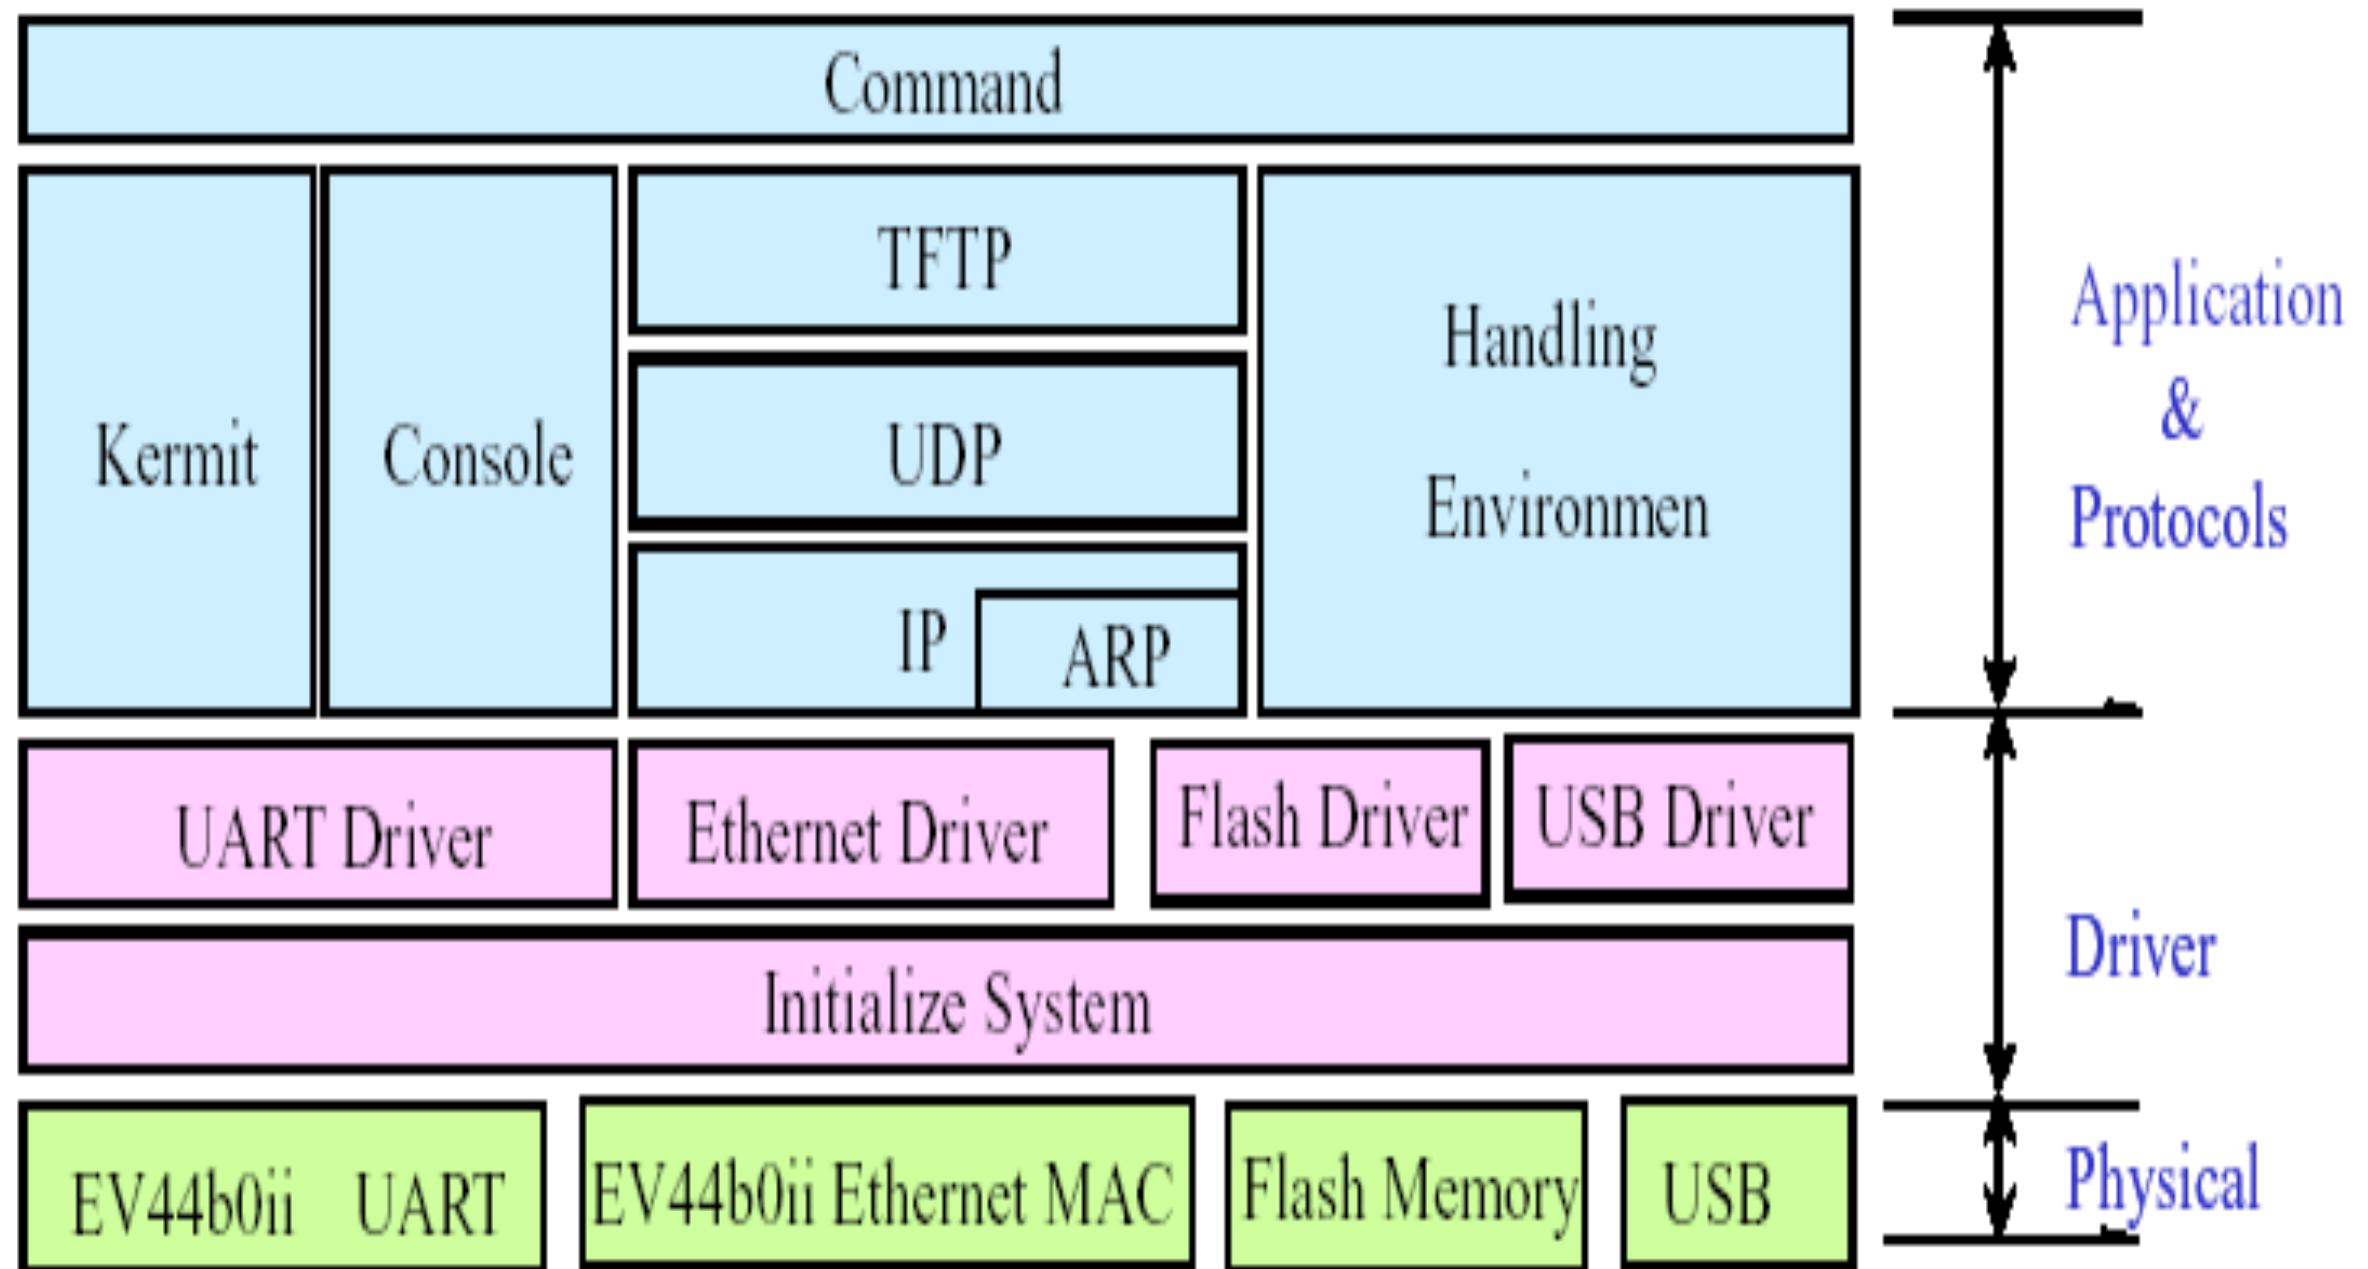 Command
Kermit
Console
TFTP
UDP
IP
ARP
Handling
Environmen
Application
&
Protocols
UART Driver
Ethernet Driver
Flash Driver
USB Driver
Driver
Initialize System
EV44b0ii UART
EV44b0ii Ethernet MAC
Flash Memory
USB
Physical